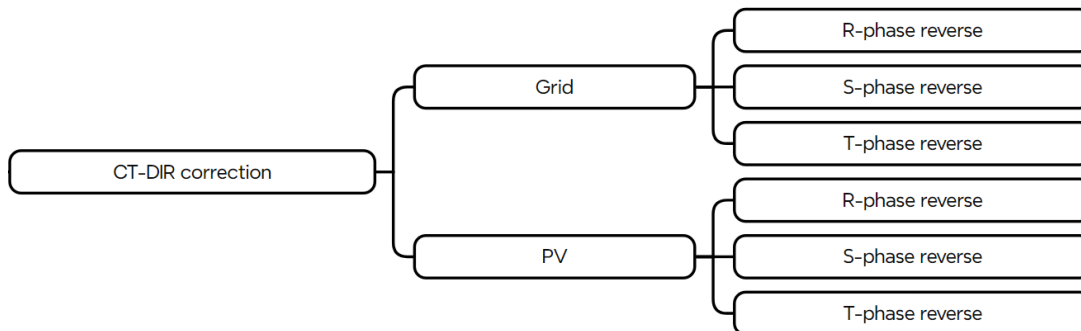 CT-DIR correction
Grid
R-phase reverse
S-phase reverse
T-phase reverse
PV
R-phase reverse
S-phase reverse
T-phase reverse